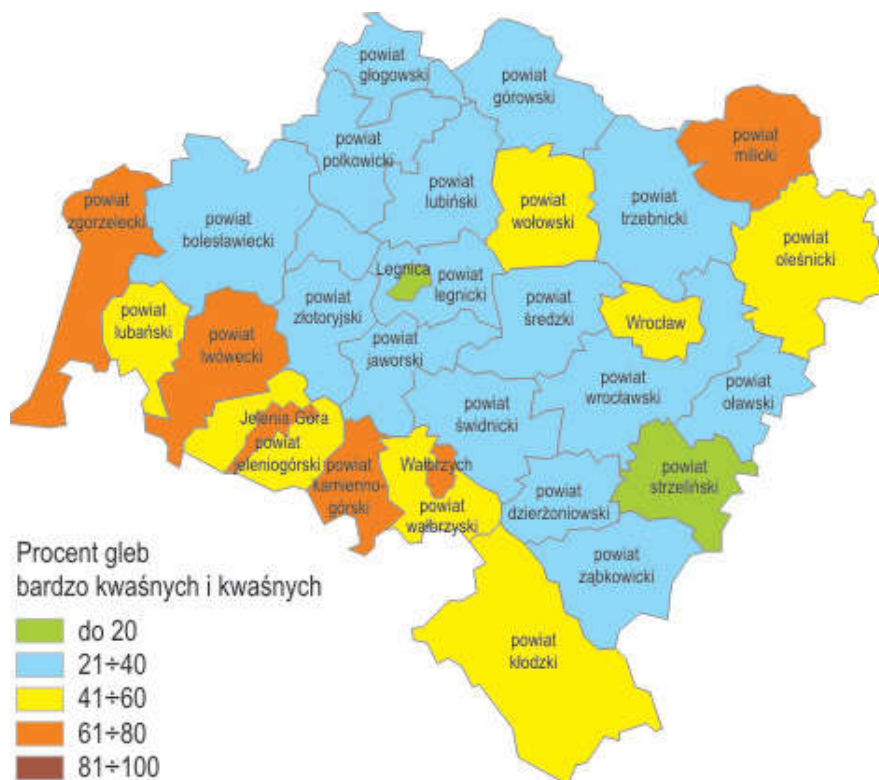 powiat
głogowski
powiat
górowski
powiat
polkowicki
powiat
lubiński
powiat
wołowski
powiat
trzebnicki
powiat
milicki
powiat
zgorzelecki
powiat
bolesławiecki
powiat
oleśnicki
Legnica
powiat
legnicki
powiat
złotoryjski
powiat
średzki
Wrocław
powiat
lubański
powiat
lwówecki
powiat
jaworski
powiat
wrocławski
powiat
oławski
powiat
świdnicki
Jelenia Góra
powiat
jeleniogórski
powiat
kamienno-
górski
Wałbrzych
powiat
wałbrzyski
powiat
dzierżoniowski
powiat
strzeliński
powiat
ząbkowicki
powiat
kłodzki
Procent gleb
bardzo kwaśnych i kwaśnych
do 20
21÷40
41÷60
61÷80
81÷100